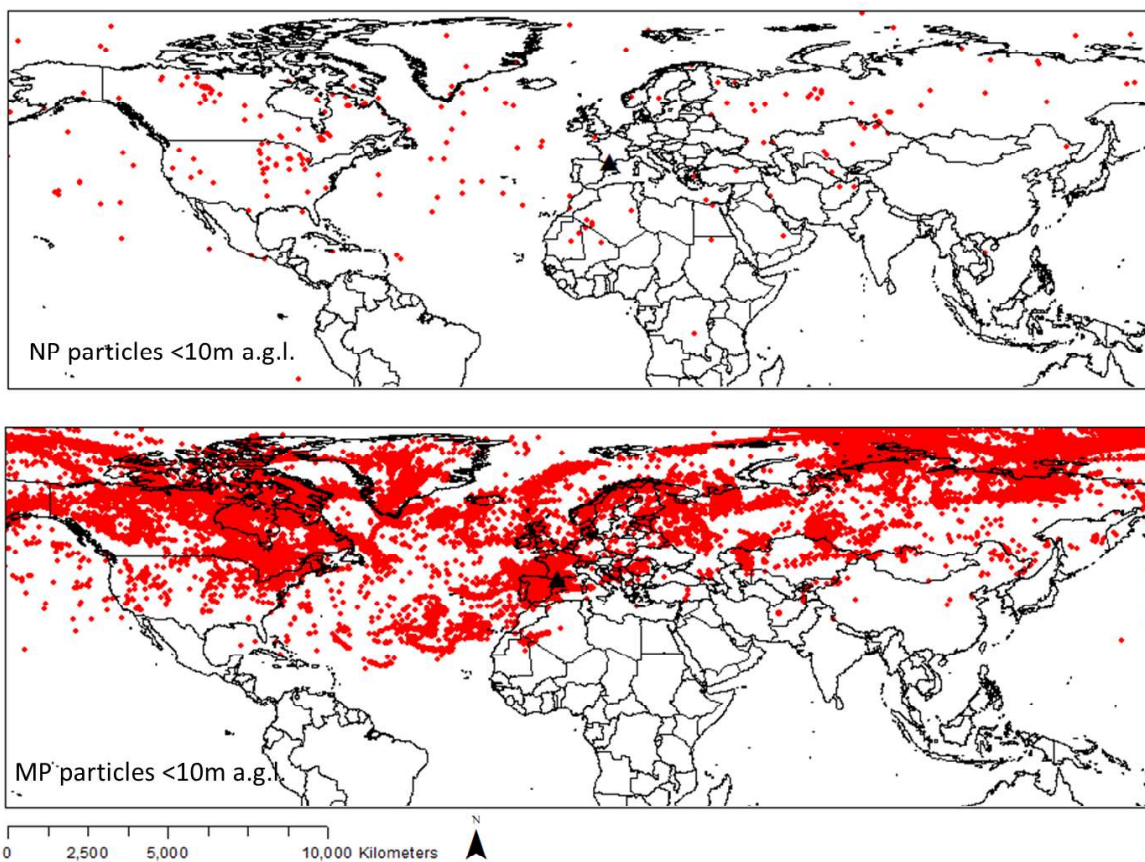 NP particles <10m a.g.l.
MP particles <10m a.g.l.
0 2,500 5,000 10,000 Kilometers
N